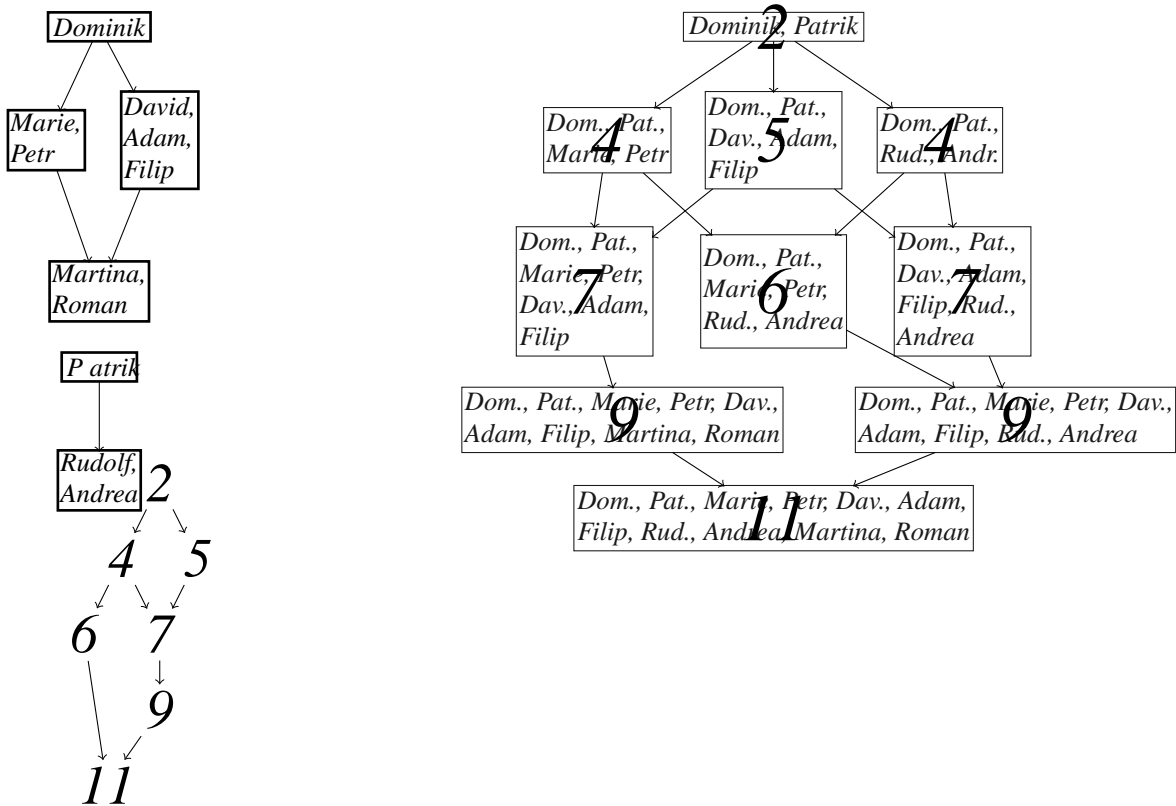 Dominik
Marie,
Petr
David,
Adam,
Filip
Martina,
Roman
P atrik
Rudolf,
Andrea
2
4
5
6
7
9
11
Dominik, Patrik
2
Dom., Pat.,
Marie, Petr
4
Dom., Pat.,
Dav., Adam,
Filip
5
Dom., Pat.,
Rud., Andr.
4
Dom., Pat.,
Marie, Petr,
Dav., Adam,
Filip
7
Dom., Pat.,
Marie, Petr,
Rud., Andrea
6
Dom., Pat.,
Dav., Adam,
Filip, Rud.,
Andrea
7
Dom., Pat., Marie, Petr, Dav.,
Adam, Filip, Martina, Roman
9
Dom., Pat., Marie, Petr, Dav.,
Adam, Filip, Rud., Andrea
9
Dom., Pat., Marie, Petr, Dav., Adam,
Filip, Rud., Andrea, Martina, Roman
11